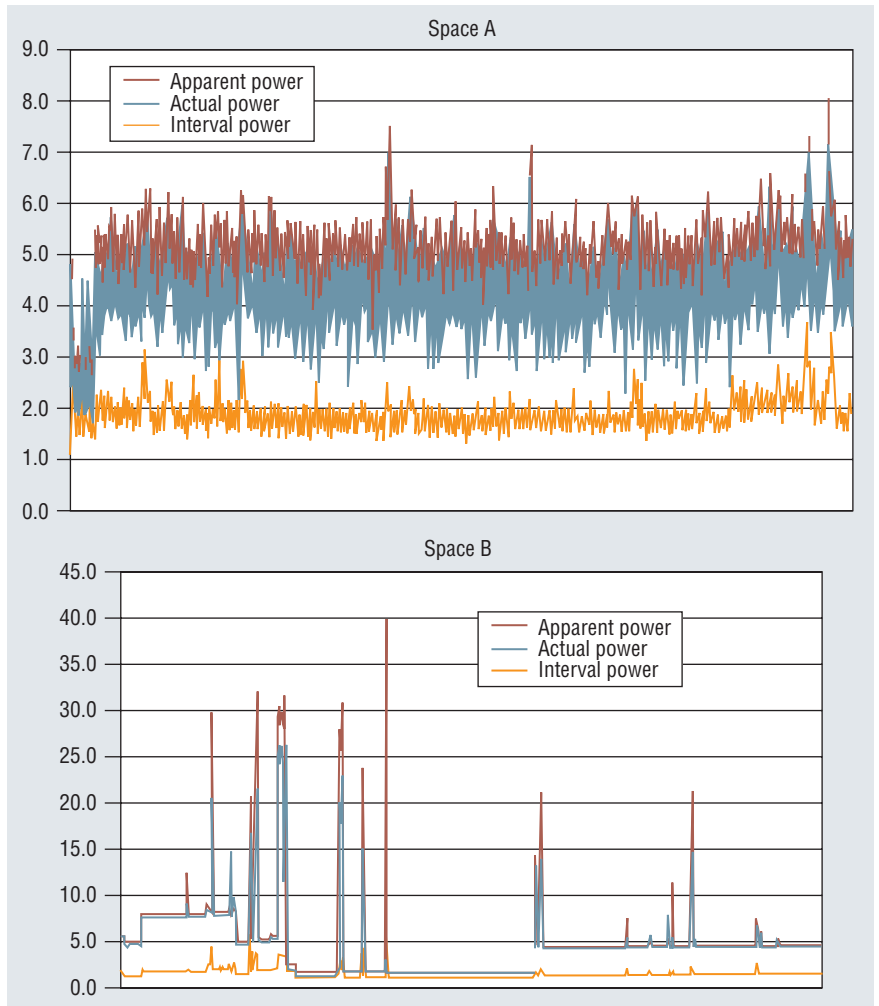 Space A
9.0
8.0
7.0
6.0
5.0
4.0
3.0
2.0
1.0
0.0
Apparent power
Actual power
Interval power
Space B
45.0
40.0
35.0
30.0
25.0
20.0
15.0
10.0
5.0
0.0
Apparent power
Actual power
Interval power